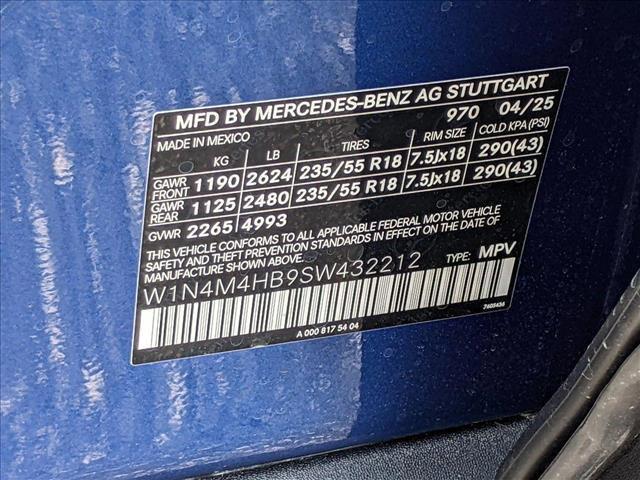 MFD BY MERCEDES-BENZ AG STUTTGART
MADE IN MEXICO 970 04/25
KG LB TIRES RIM SIZE COLD KPA (PSI)
GAWR FRONT 1190 2624 235/55 R18 7.5Jx18 290(43)
GAWR REAR 1125 2480 235/55 R18 7.5Jx18 290(43)
GVWR 2265 4993
THIS VEHICLE CONFORMS TO ALL APPLICABLE FEDERAL MOTOR VEHICLE
SAFETY AND THEFT PREVENTION STANDARDS IN EFFECT ON THE DATE OF
MANUFACTURE SHOWN ABOVE.
W1N4M4HB9SW432212 TYPE: MPV
A 000 817 54 04